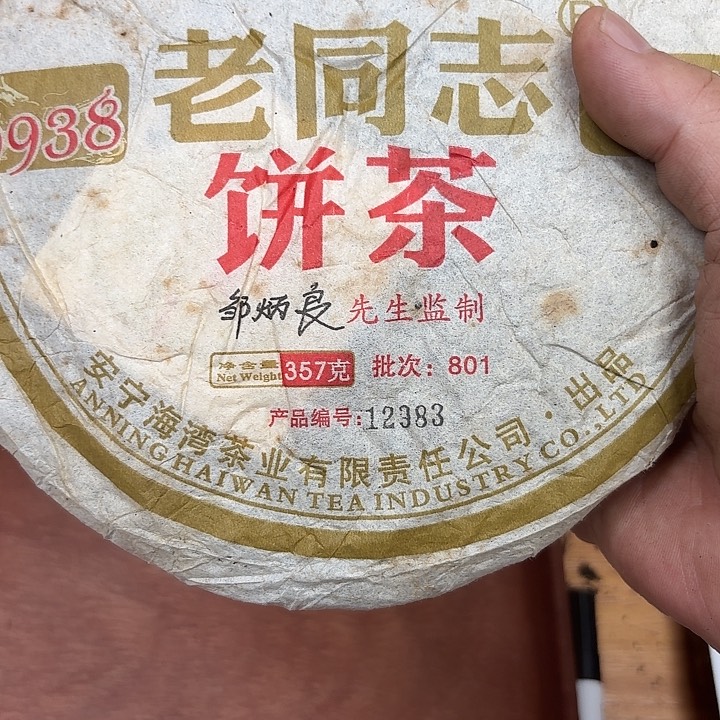 老同志®
9938
饼茶
邹炳良先生监制
净含量 Net Weight 357克 批次：801
产品编号：12383
安宁海湾茶业有限责任公司·出品
ANNING HAIWAN TEA INDUSTRY CO.,LTD